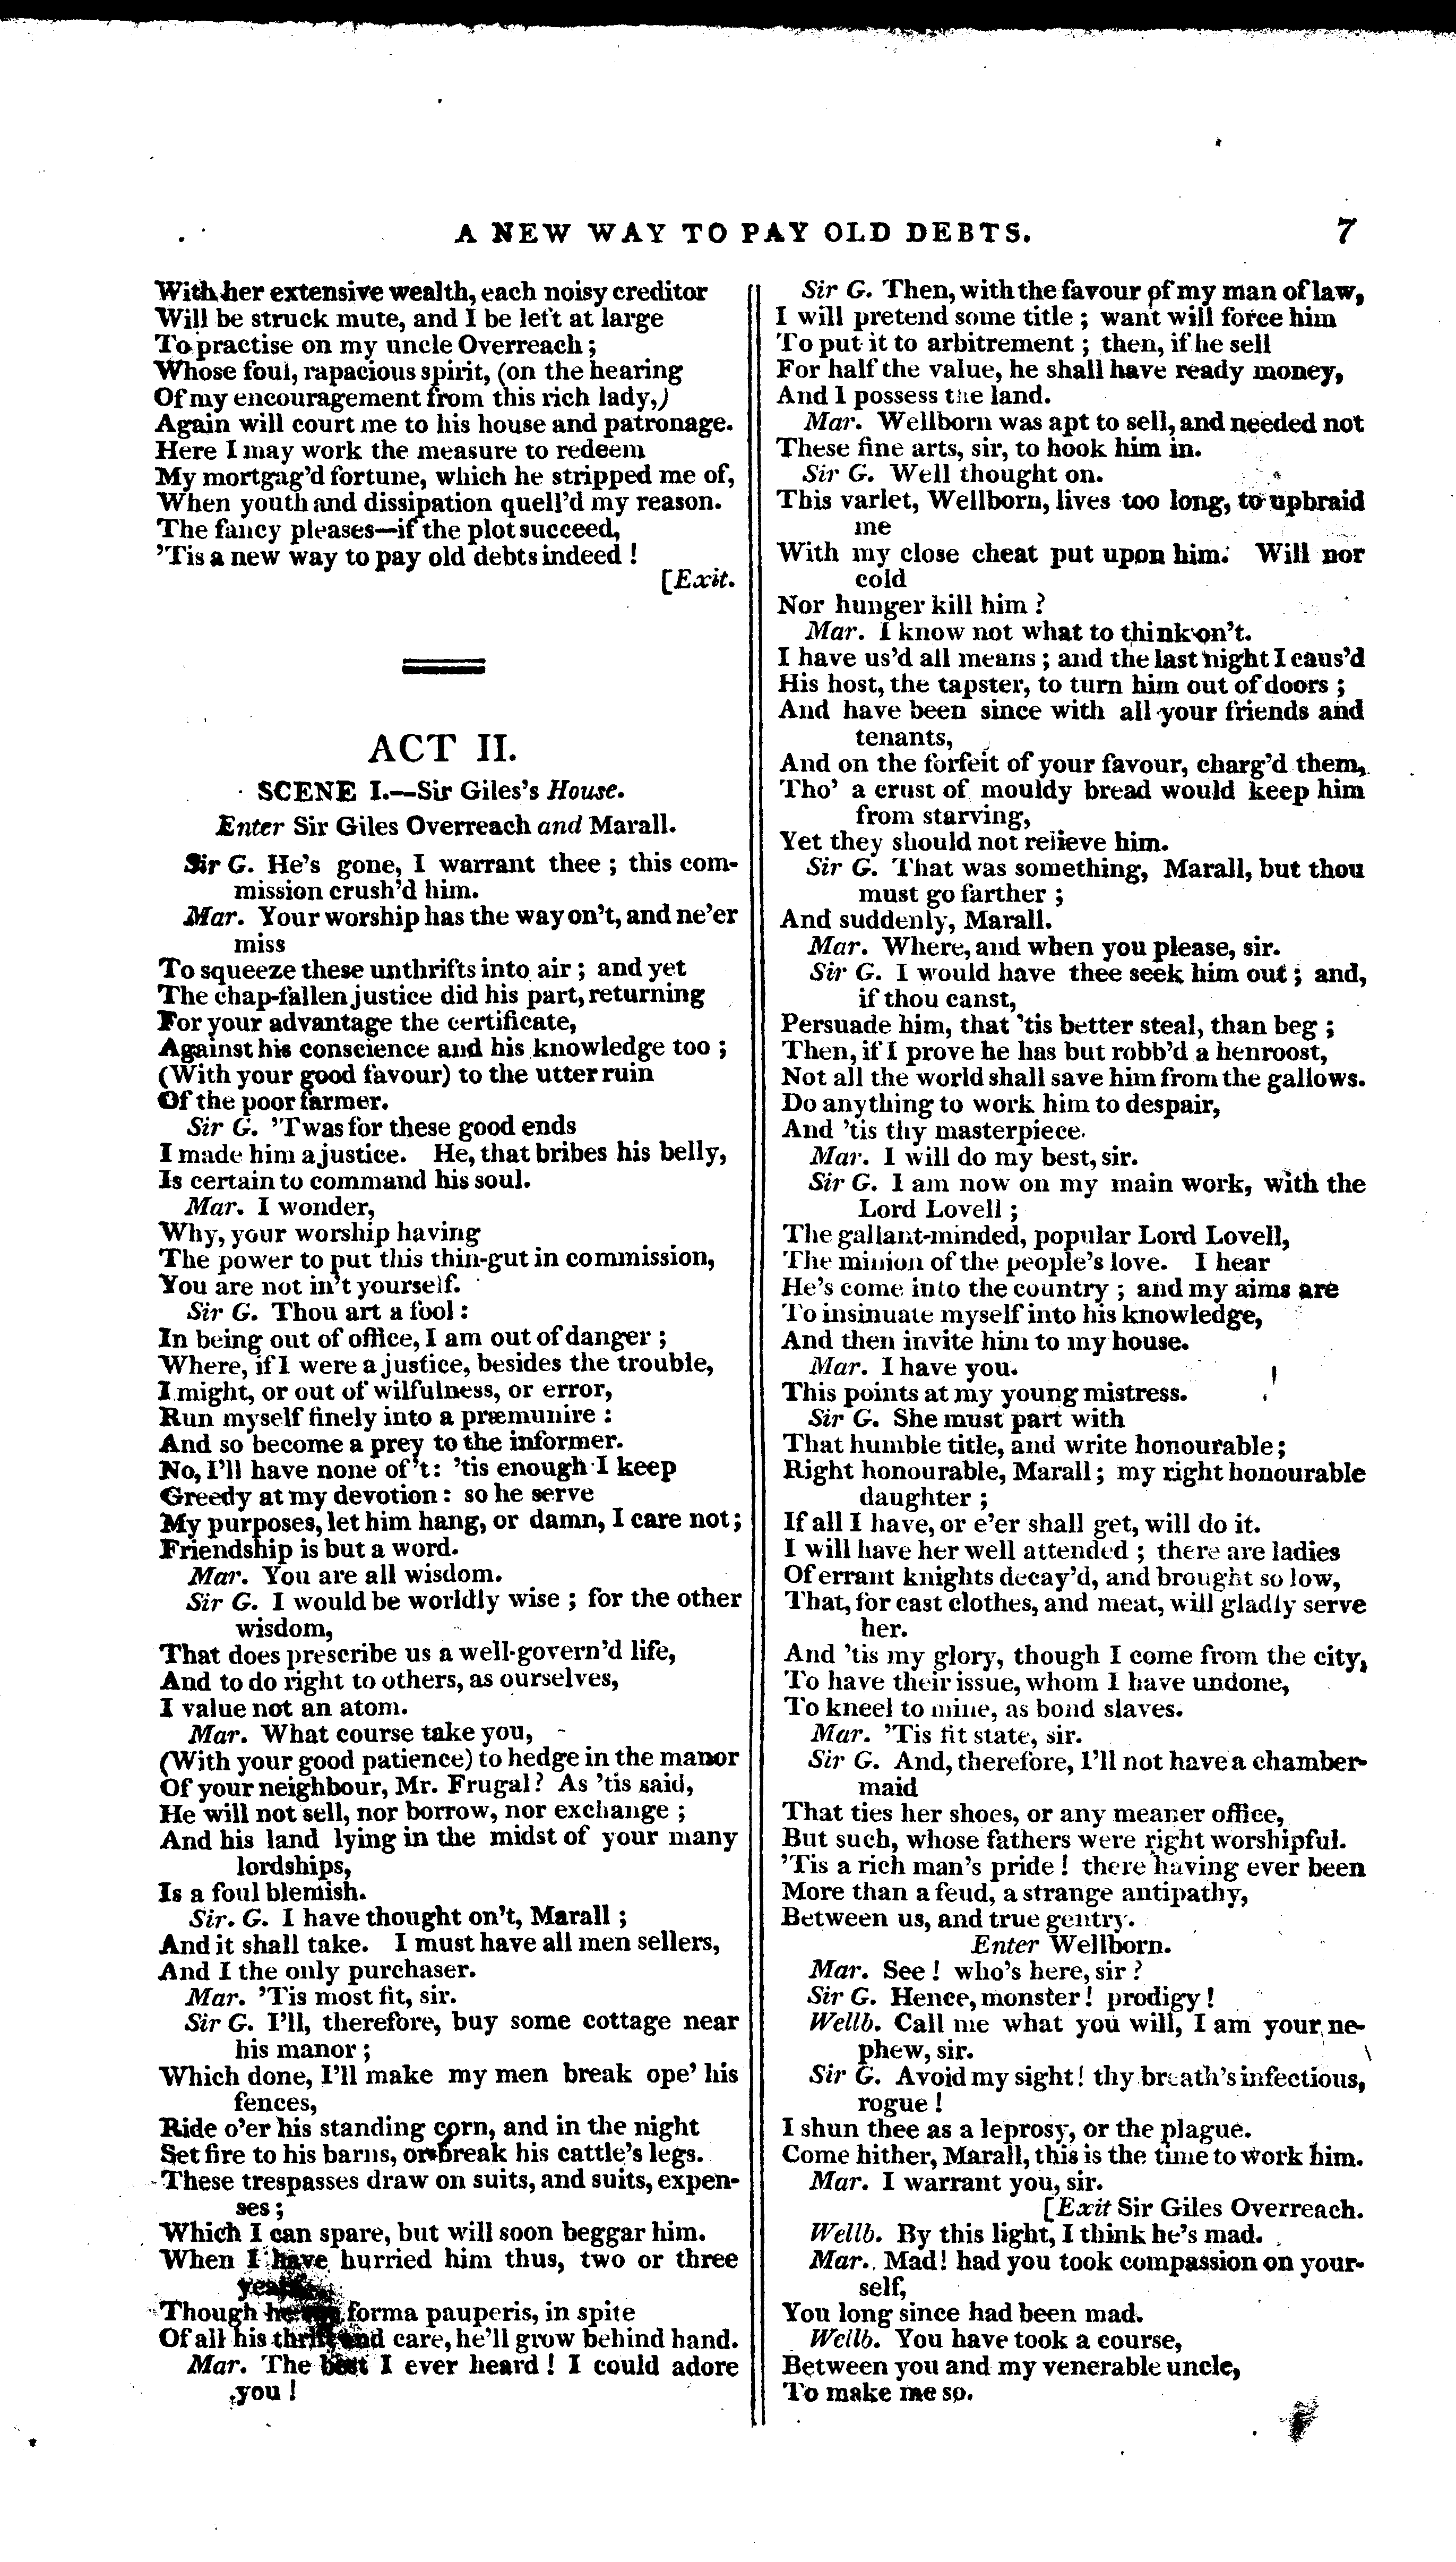 A NEW WAY TO PAY OLD DEBTS. 7
With her extensive wealth, each noisy creditor
Will be struck mute, and I be left at large
To practise on my uncle Overreach;
Whose foul, rapacious spirit, (on the hearing
Of my encouragement from this rich lady,)
Again will court me to his house and patronage.
Here I may work the measure to redeem
My mortgag'd fortune, which he stripped me of,
When youth and dissipation quell'd my reason.
The fancy pleases—if the plot succeed,
'Tis a new way to pay old debts indeed!
[Exit.
ACT II.
SCENE I.—Sir Giles's House.
Enter Sir Giles Overreach and Marall.
Sir G. He's gone, I warrant thee; this com-
mission crush'd him.
Mar. Your worship has the way on't, and ne'er
miss
To squeeze these unthrifts into air; and yet
The chap-fallen justice did his part, returning
For your advantage the certificate,
Against his conscience and his knowledge too;
(With your good favour) to the utter ruin
Of the poor farmer.
Sir G. 'Twas for these good ends
I made him a justice. He, that bribes his belly,
Is certain to command his soul.
Mar. I wonder,
Why, your worship having
The power to put this thin-gut in commission,
You are not in't yourself.
Sir G. Thou art a fool:
In being out of office, I am out of danger;
Where, if I were a justice, besides the trouble,
I might, or out of wilfulness, or error,
Run myself finely into a præmunire:
And so become a prey to the informer.
No, I'll have none of't: 'tis enough I keep
Greedy at my devotion: so he serve
My purposes, let him hang, or damn, I care not;
Friendship is but a word.
Mar. You are all wisdom.
Sir G. I would be worldly wise; for the other
wisdom,
That does prescribe us a well-govern'd life,
And to do right to others, as ourselves,
I value not an atom.
Mar. What course take you,
(With your good patience) to hedge in the manor
Of your neighbour, Mr. Frugal? As 'tis said,
He will not sell, nor borrow, nor exchange;
And his land lying in the midst of your many
lordships,
Is a foul blemish.
Sir. G. I have thought on't, Marall;
And it shall take. I must have all men sellers,
And I the only purchaser.
Mar. 'Tis most fit, sir.
Sir G. I'll, therefore, buy some cottage near
his manor;
Which done, I'll make my men break ope' his
fences,
Ride o'er his standing corn, and in the night
Set fire to his barns, or break his cattle's legs.
These trespasses draw on suits, and suits, expen-
ses;
Which I can spare, but will soon beggar him.
When I have hurried him thus, two or three
Though forma pauperis, in spite
Of all his thrift and care, he'll grow behind hand.
Mar. The best I ever heard! I could adore
you!
Sir G. Then, with the favour of my man of law,
I will pretend some title; want will force him
To put it to arbitrement; then, if he sell
For half the value, he shall have ready money,
And I possess the land.
Mar. Wellborn was apt to sell, and needed not
These fine arts, sir, to hook him in.
Sir G. Well thought on.
This varlet, Wellborn, lives too long, to upbraid
me
With my close cheat put upon him. Will nor
cold
Nor hunger kill him?
Mar. I know not what to think on't.
I have us'd all means; and the last night I caus'd
His host, the tapster, to turn him out of doors;
And have been since with all your friends and
tenants,
And on the forfeit of your favour, charg'd them,
Tho' a crust of mouldy bread would keep him
from starving,
Yet they should not relieve him.
Sir G. That was something, Marall, but thou
must go farther;
And suddenly, Marall.
Mar. Where, and when you please, sir.
Sir G. I would have thee seek him out; and,
if thou canst,
Persuade him, that 'tis better steal, than beg;
Then, if I prove he has but robb'd a henroost,
Not all the world shall save him from the gallows.
Do any thing to work him to despair,
And 'tis thy masterpiece.
Mar. I will do my best, sir.
Sir G. I am now on my main work, with the
Lord Lovell;
The gallant-minded, popular Lord Lovell,
The minion of the people's love. I hear
He's come into the country; and my aims are
To insinuate myself into his knowledge,
And then invite him to my house.
Mar. I have you.
This points at my young mistress.
Sir G. She must part with
That humble title, and write honourable;
Right honourable, Marall; my right honourable
daughter;
If all I have, or e'er shall get, will do it.
I will have her well attended; there are ladies
Of errant knights decay'd, and brought so low,
That, for cast clothes, and meat, will gladly serve
her.
And 'tis my glory, though I come from the city,
To have their issue, whom I have undone,
To kneel to mine, as bond slaves.
Mar. 'Tis fit state, sir.
Sir G. And, therefore, I'll not have a chamber-
maid
That ties her shoes, or any meaner office,
But such, whose fathers were right worshipful.
'Tis a rich man's pride! there having ever been
More than a feud, a strange antipathy,
Between us, and true gentry.
Enter Wellborn.
Mar. See! who's here, sir?
Sir G. Hence, monster! prodigy!
Wellb. Call me what you will, I am your ne-
phew, sir.
Sir G. Avoid my sight! thy breath's infectious,
rogue!
I shun thee as a leprosy, or the plague.
Come hither, Marall, this is the time to work him.
Mar. I warrant you, sir.
[Exit Sir Giles Overreach.
Wellb. By this light, I think he's mad.
Mar. Mad! had you took compassion on your-
self,
You long since had been mad.
Wellb. You have took a course,
Between you and my venerable uncle,
To make me so.